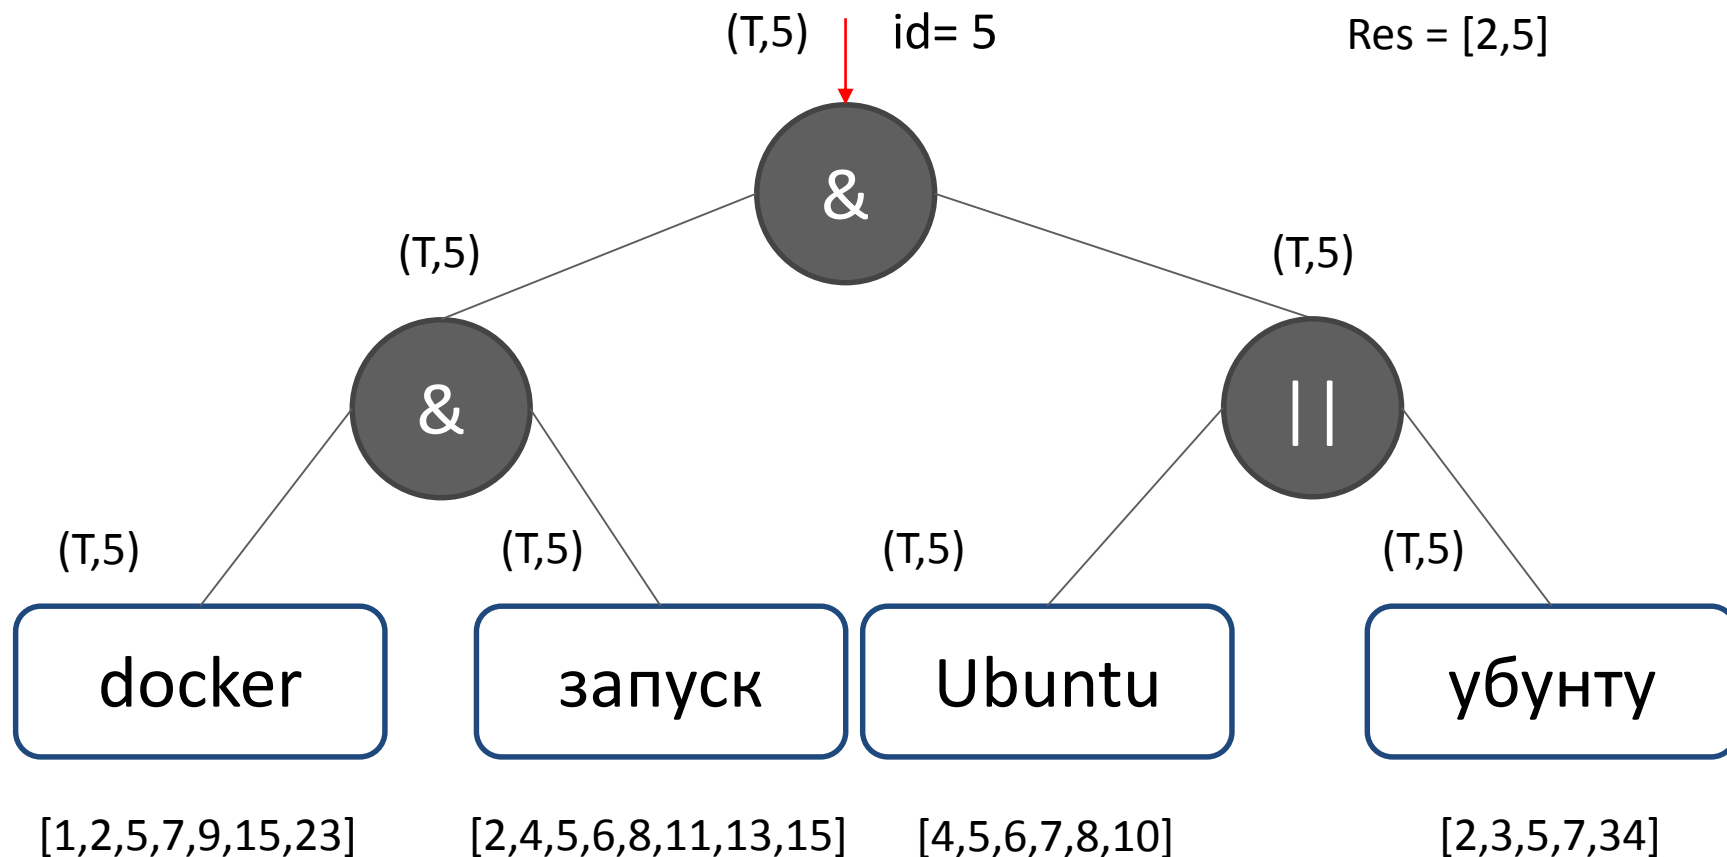 (T,5) id= 5 Res = [2,5]
&
(T,5) (T,5)
& ||
(T,5) (T,5) (T,5) (T,5)
docker запуск Ubuntu убунту
[1,2,5,7,9,15,23] [2,4,5,6,8,11,13,15] [4,5,6,7,8,10] [2,3,5,7,34]